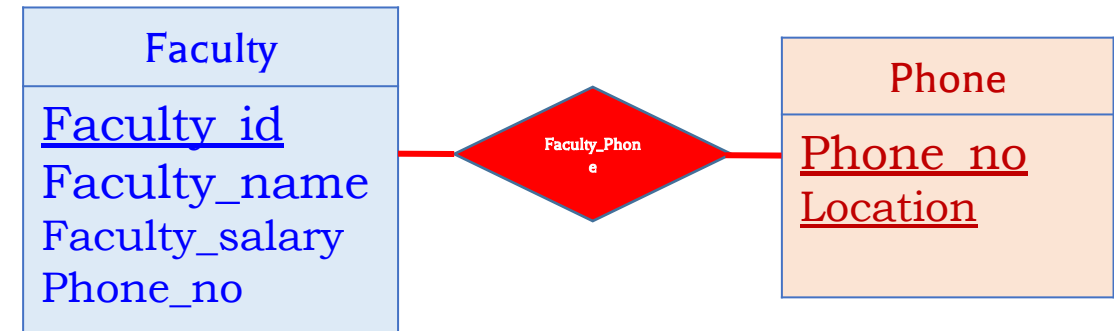 Faculty
Faculty_id
Faculty_name
Faculty_salary
Phone_no
Faculty_Phon
e
Phone
Phone_no
Location